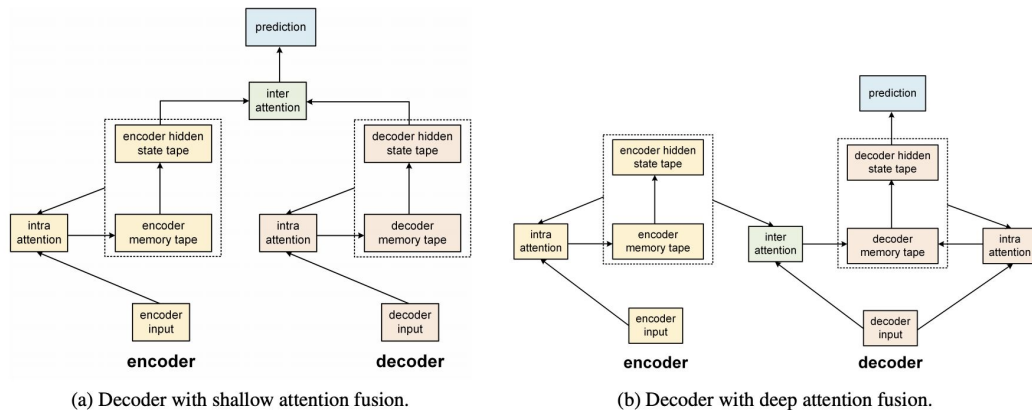 prediction
inter
attention
encoder hidden
state tape
decoder hidden
state tape
intra
attention
encoder
memory tape
intra
attention
decoder
memory tape
encoder
input
decoder
input
encoder
decoder
(a) Decoder with shallow attention fusion.
prediction
encoder hidden
state tape
decoder hidden
state tape
intra
attention
encoder
memory tape
inter
attention
decoder
memory tape
intra
attention
encoder
input
decoder
input
encoder
decoder
(b) Decoder with deep attention fusion.